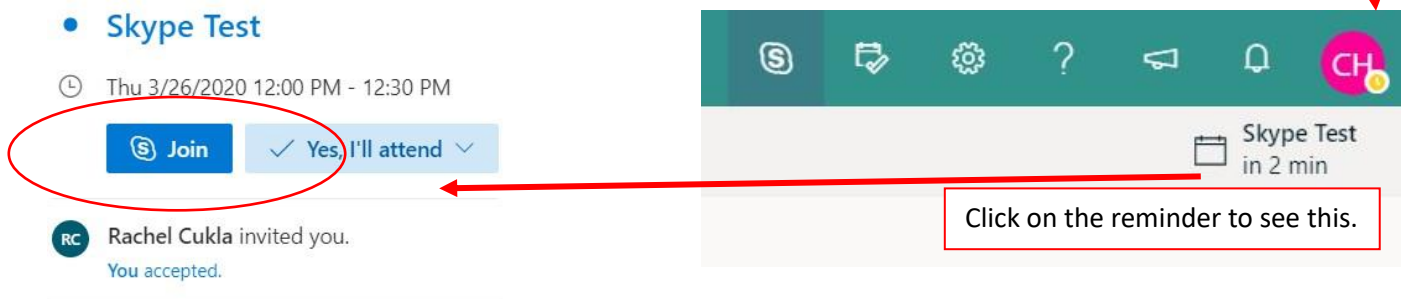 Skype Test
Thu 3/26/2020 12:00 PM - 12:30 PM
S Join
Yes, I'll attend
RC Rachel Cukla invited you.
You accepted.
S ? CH
Skype Test
in 2 min
Click on the reminder to see this.